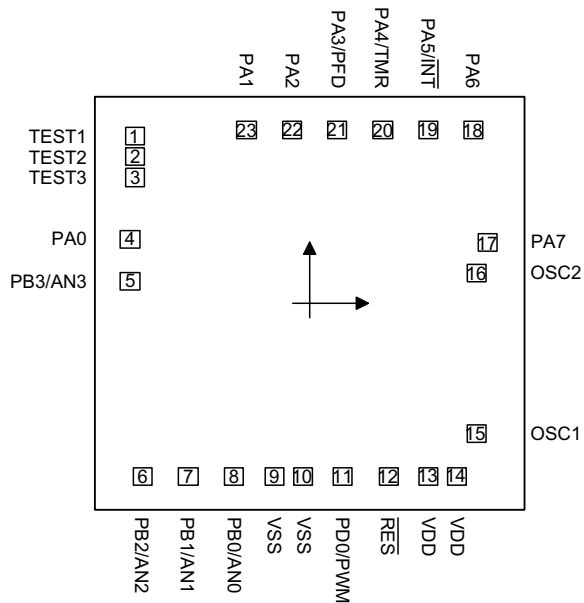 PA1
PA2
PA3/PFD
PA4/TMR
PA5/I̅N̅T̅
PA6
TEST1
1
TEST2
2
TEST3
3
23
22
21
20
19
18
PA0
4
PB3/AN3
5
17
PA7
16
OSC2
15
OSC1
6
7
8
9
10
11
12
13
14
PB2/AN2
PB1/AN1
PB0/AN0
VSS
VSS
PD0/PWM
R̅E̅S̅
VDD
VDD